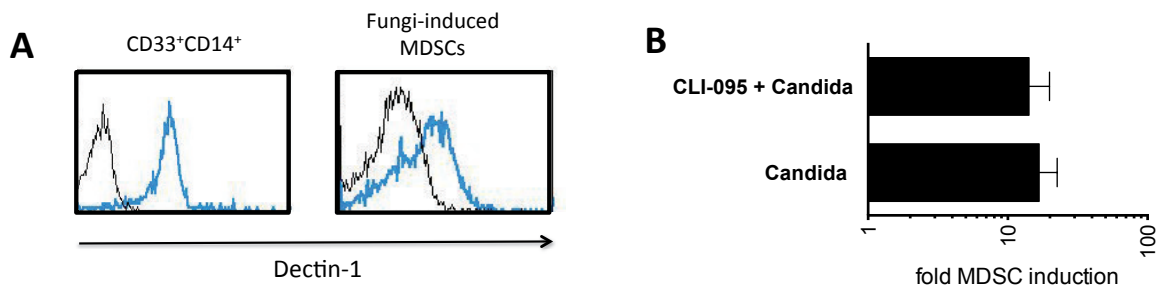 A
CD33⁺CD14⁺
Fungi-induced
MDSCs
Dectin-1
B
CLI-095 + Candida
Candida
1
10
100
fold MDSC induction